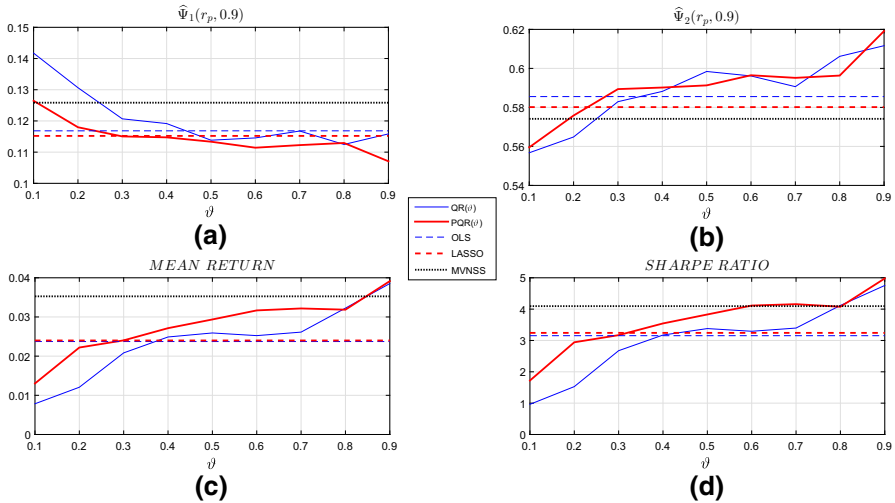 Ψ̂₁(rₚ, 0.9)
0.15
0.14
0.13
0.12
0.11
0.1
0.1 0.2 0.3 0.4 0.5 0.6 0.7 0.8 0.9
ϑ
(a)
Ψ̂₂(rₚ, 0.9)
0.62
0.6
0.58
0.56
0.54
0.1 0.2 0.3 0.4 0.5 0.6 0.7 0.8 0.9
ϑ
(b)
QR(ϑ)
PQR(ϑ)
OLS
LASSO
MVNSS
MEAN RETURN
0.04
0.03
0.02
0.01
0
0.1 0.2 0.3 0.4 0.5 0.6 0.7 0.8 0.9
ϑ
(c)
SHARPE RATIO
5
4
3
2
1
0
0.1 0.2 0.3 0.4 0.5 0.6 0.7 0.8 0.9
ϑ
(d)